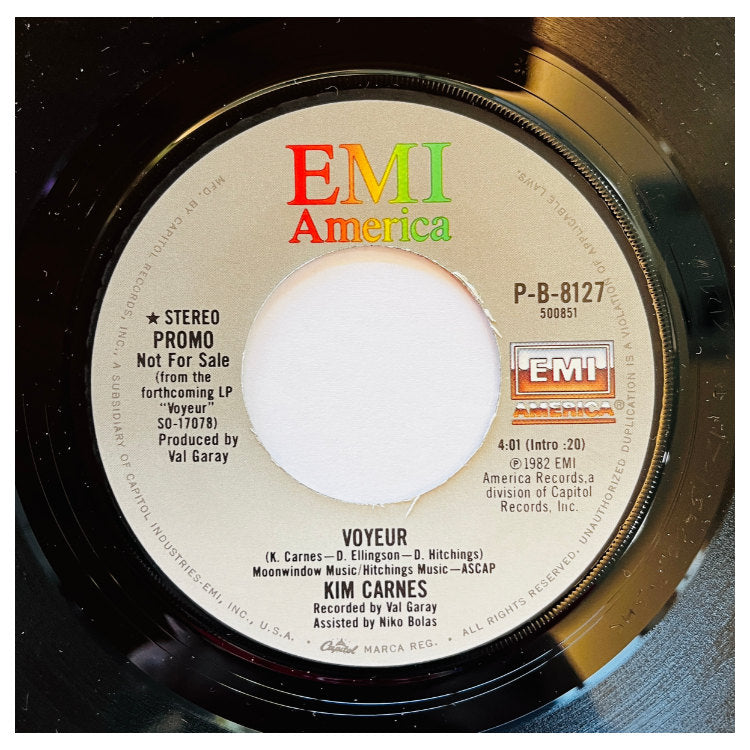 EMI
America
★ STEREO
PROMO
Not For Sale
(from the
forthcoming LP
"Voyeur"
SO-17078)
Produced by
Val Garay
P-B-8127
500851
EMI
AMERICA®
4:01 (Intro :20)
Ⓟ1982 EMI
America Records,a
division of Capitol
Records, Inc.
VOYEUR
(K. Carnes—D. Ellingson—D. Hitchings)
Moonwindow Music/Hitchings Music—ASCAP
KIM CARNES
Recorded by Val Garay
Assisted by Niko Bolas
MFD. BY CAPITOL RECORDS, INC., A SUBSIDIARY OF CAPITOL INDUSTRIES-EMI, INC., U.S.A. • Capitol MARCA REG. • ALL RIGHTS RESERVED. UNAUTHORIZED DUPLICATION IS A VIOLATION OF APPLICABLE LAWS.